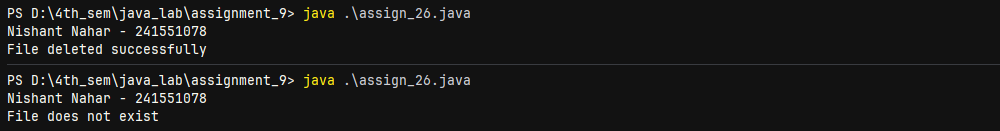 PS D:\4th_sem\java_lab\assignment_9> java .\assign_26.java
Nishant Nahar - 241551078
File deleted successfully
PS D:\4th_sem\java_lab\assignment_9> java .\assign_26.java
Nishant Nahar - 241551078
File does not exist